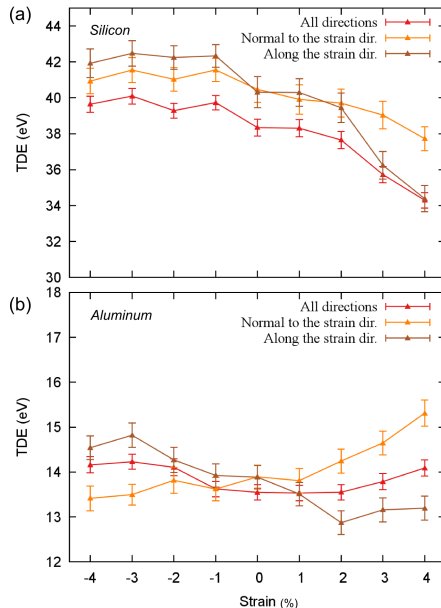 (a)
Silicon
All directions
Normal to the strain dir.
Along the strain dir.
TDE (eV)
44
42
40
38
36
34
32
30
(b)
Aluminum
All directions
Normal to the strain dir.
Along the strain dir.
TDE (eV)
18
17
16
15
14
13
12
-4 -3 -2 -1 0 1 2 3 4
Strain (%)